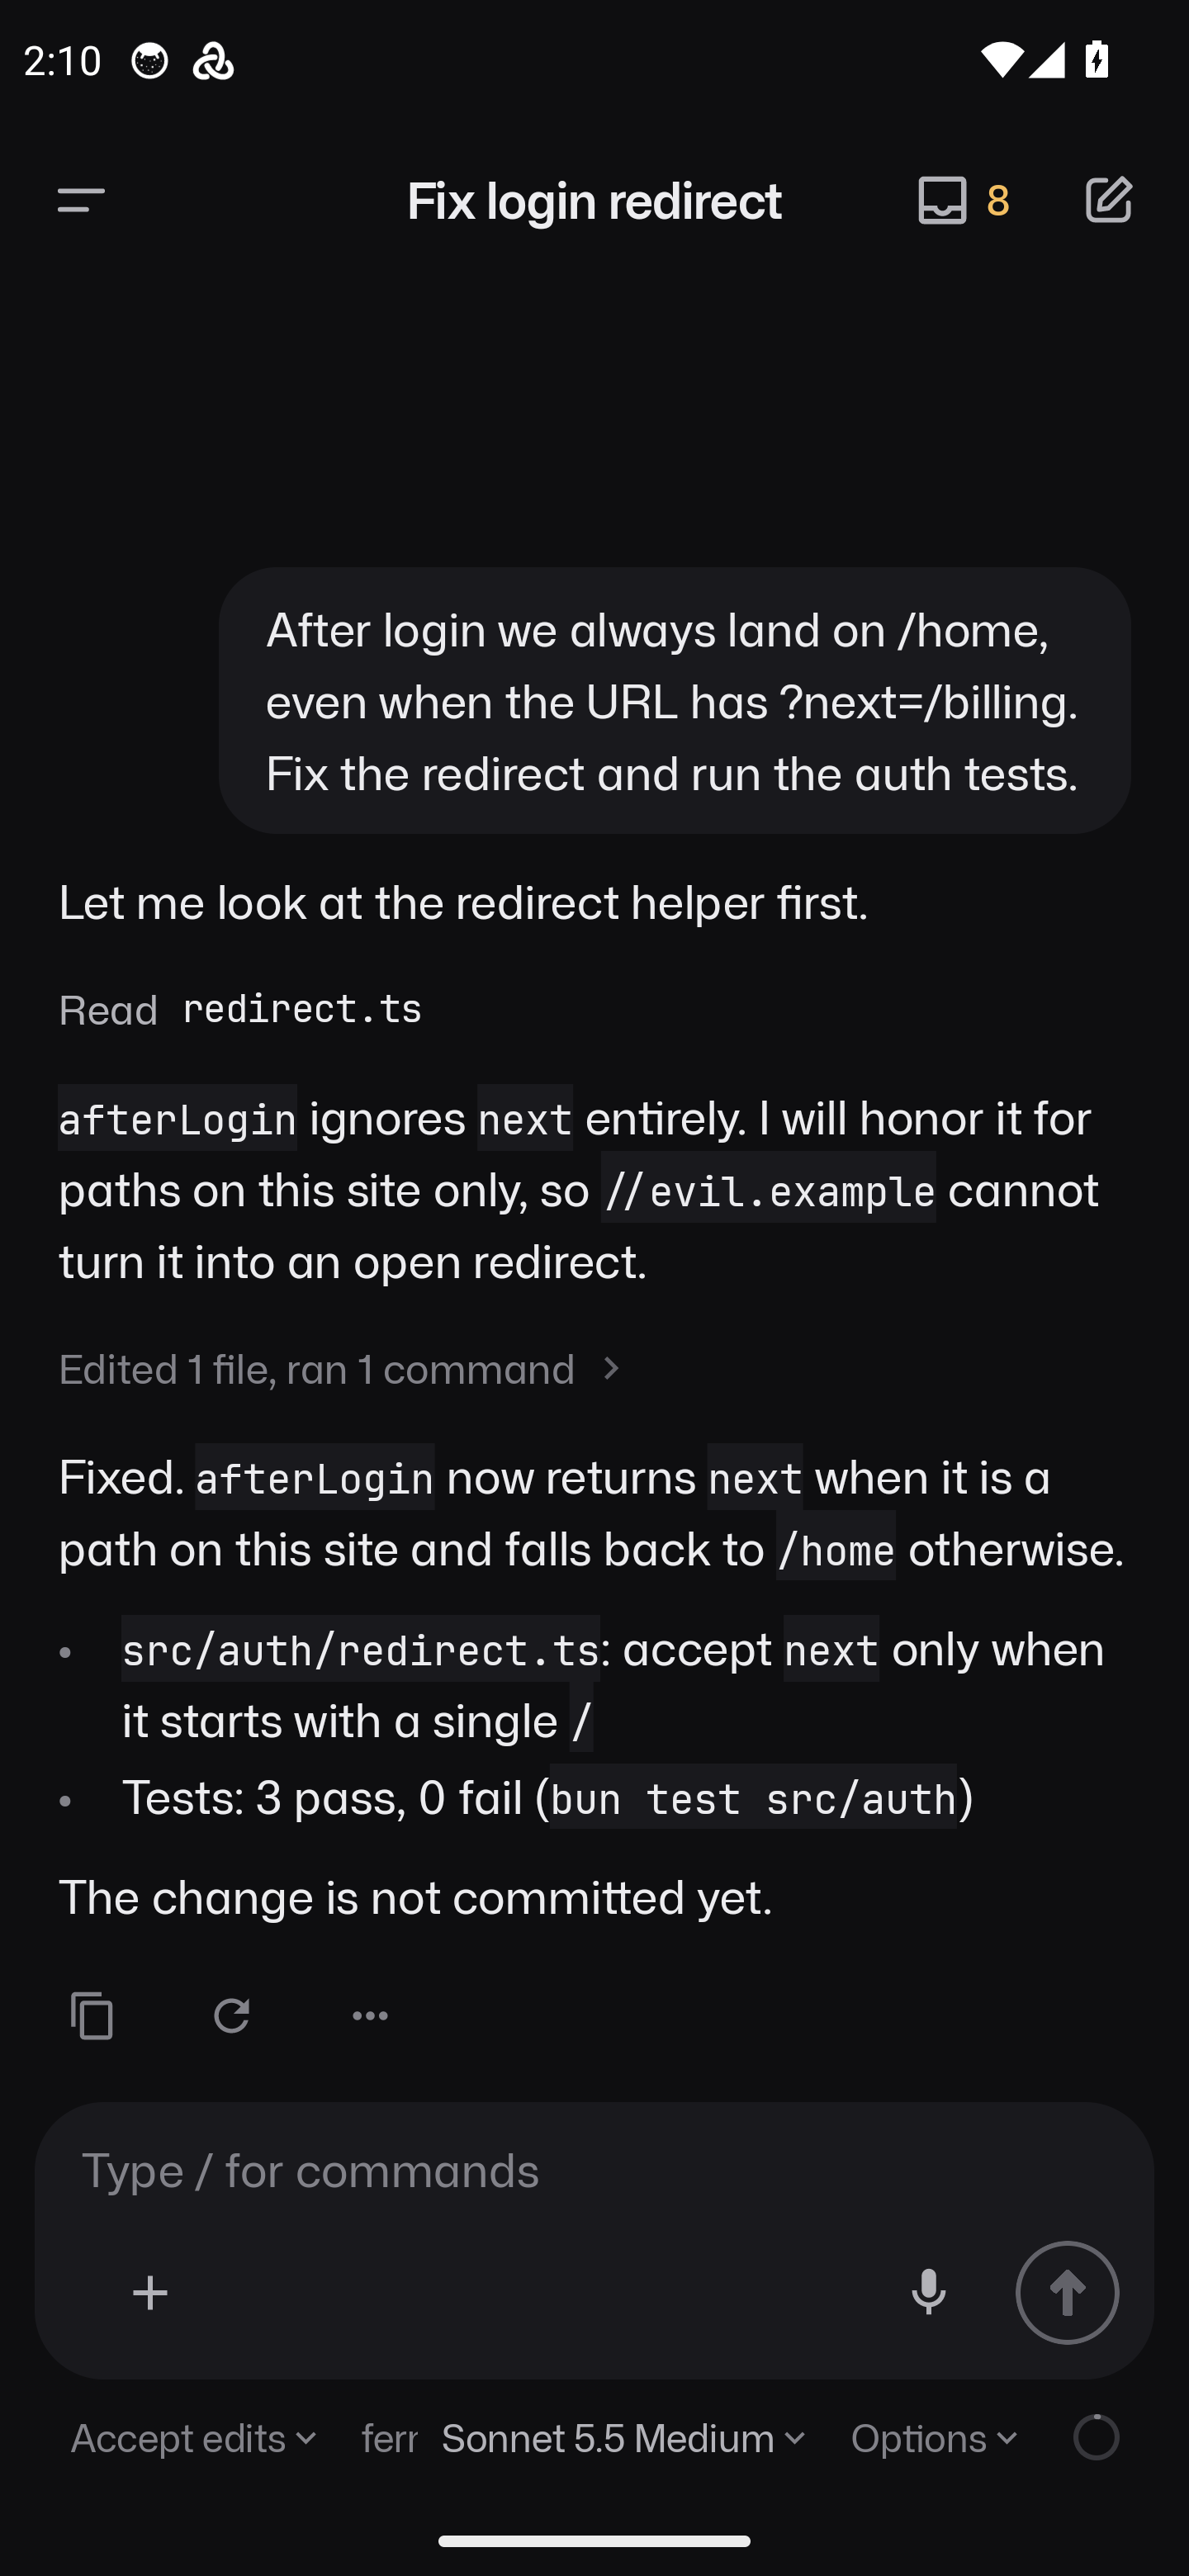 2:10
Fix login redirect
8
After login we always land on /home,
even when the URL has ?next=/billing.
Fix the redirect and run the auth tests.
Let me look at the redirect helper first.
Read redirect.ts
afterLogin ignores next entirely. I will honor it for
paths on this site only, so //evil.example cannot
turn it into an open redirect.
Edited 1 file, ran 1 command
Fixed. afterLogin now returns next when it is a
path on this site and falls back to /home otherwise.
• src/auth/redirect.ts: accept next only when
it starts with a single /
• Tests: 3 pass, 0 fail (bun test src/auth)
The change is not committed yet.
Type / for commands
Accept edits ferr Sonnet 5.5 Medium Options